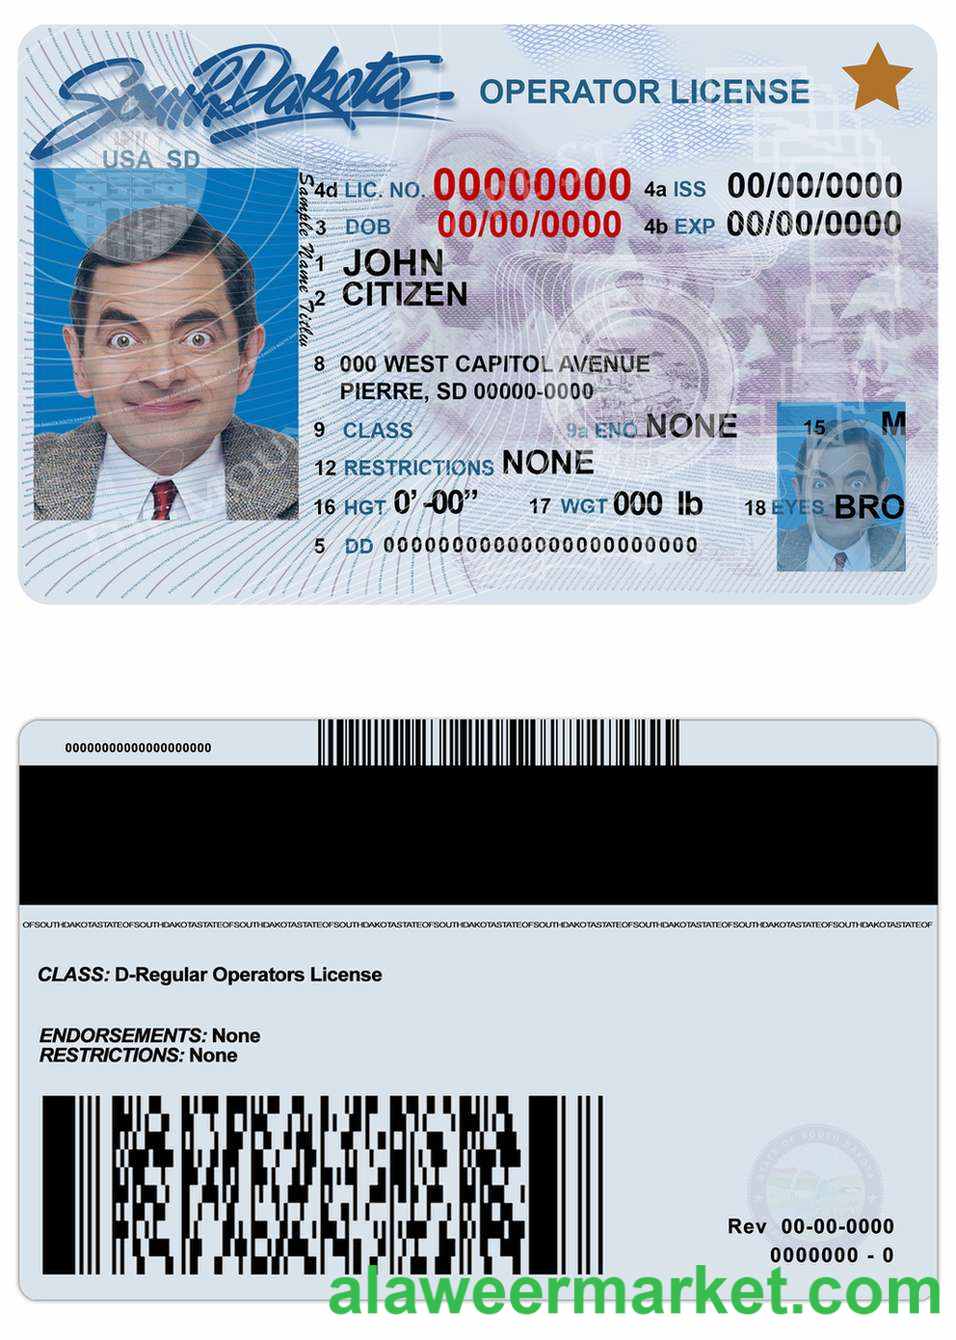 South Dakota
OPERATOR LICENSE
USA SD
Sample Name Title
4d LIC. NO. 00000000 4a ISS 00/00/0000
3 DOB 00/00/0000 4b EXP 00/00/0000
1 JOHN
2 CITIZEN
8 000 WEST CAPITOL AVENUE
PIERRE, SD 00000-0000
9 CLASS 9a END NONE
15 M
12 RESTRICTIONS NONE
16 HGT 0'-00" 17 WGT 000 lb 18 EYES BRO
5 DD 00000000000000000000000
00000000000000000000
OFSOUTHDAKOTASTATEOFSOUTHDAKOTASTATEOFSOUTHDAKOTASTATEOFSOUTHDAKOTASTATEOFSOUTHDAKOTASTATEOFSOUTHDAKOTASTATEOFSOUTHDAKOTASTATEOFSOUTHDAKOTASTATEOFSOUTHDAKOTASTATEOF
CLASS: D-Regular Operators License
ENDORSEMENTS: None
RESTRICTIONS: None
Rev 00-00-0000
0000000 - 0
alaweermarket.com